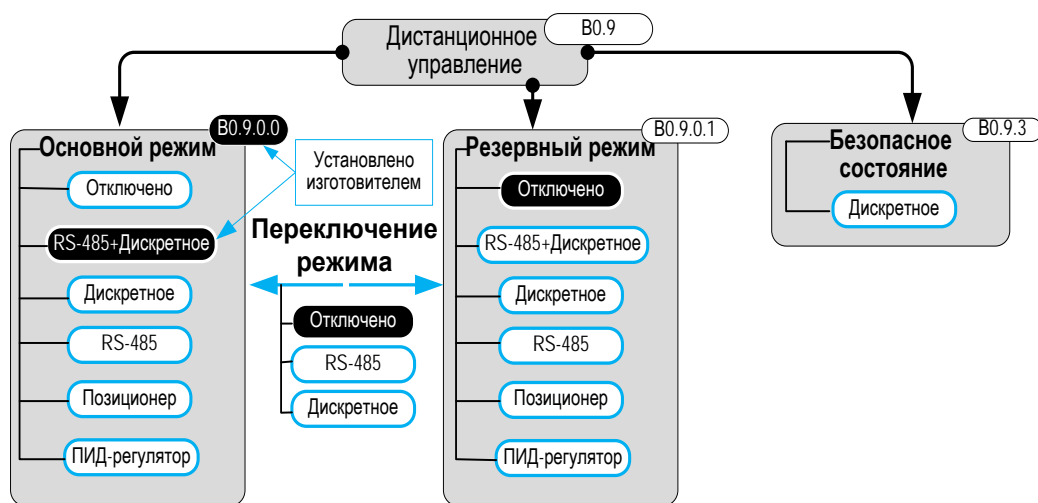 Дистанционное
управление
B0.9
Основной режим
B0.9.0.0
Отключено
RS-485+Дискретное
Дискретное
RS-485
Позиционер
ПИД-регулятор
Установлено
изготовителем
Переключение
режима
Отключено
RS-485
Дискретное
Резервный режим
B0.9.0.1
Отключено
RS-485+Дискретное
Дискретное
RS-485
Позиционер
ПИД-регулятор
Безопасное
состояние
B0.9.3
Дискретное